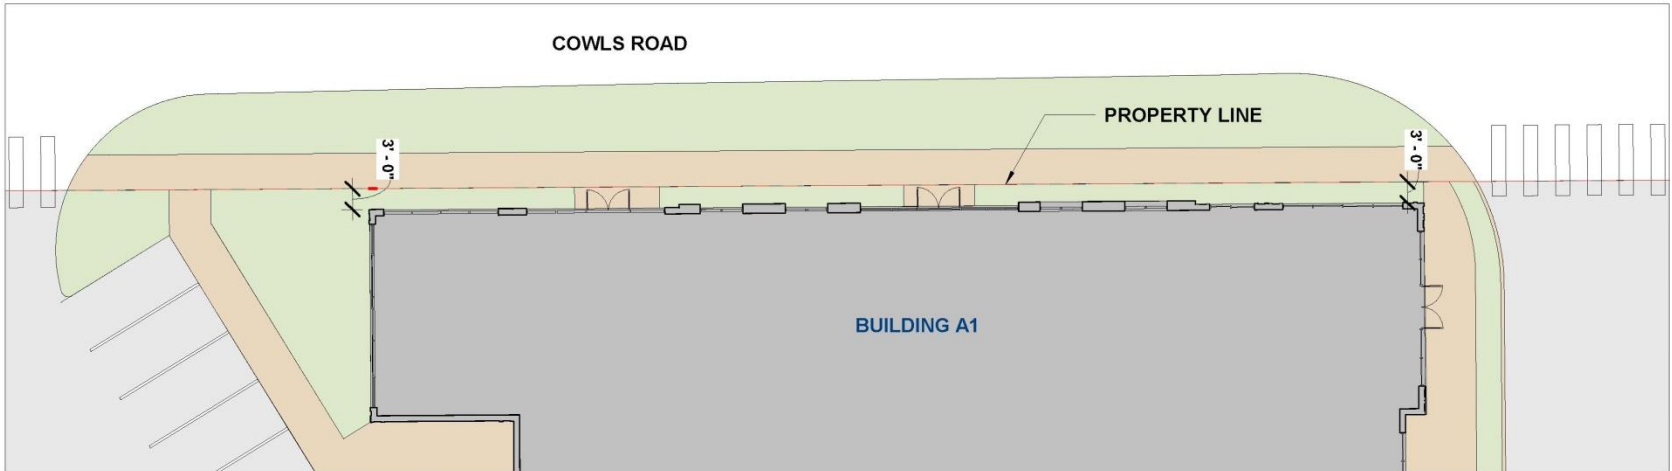 COWLS ROAD
PROPERTY LINE
3' - 0"
3' - 0"
BUILDING A1